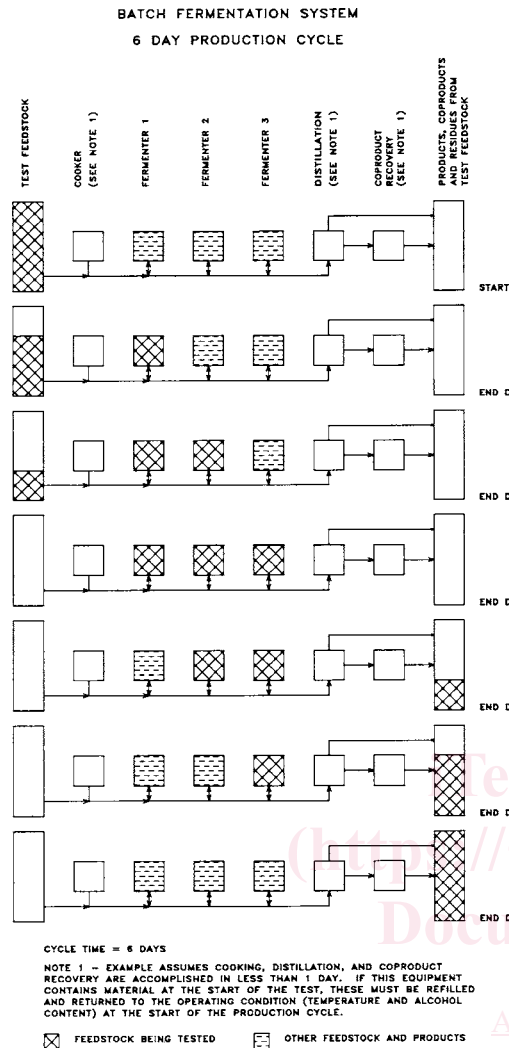 BATCH FERMENTATION SYSTEM
6 DAY PRODUCTION CYCLE
TEST FEEDSTOCK
COOKER
(SEE NOTE 1)
FERMENTER 1
FERMENTER 2
FERMENTER 3
DISTILLATION
(SEE NOTE 1)
COPRODUCT
RECOVERY
(SEE NOTE 1)
PRODUCTS, COPRODUCTS
AND RESIDUES FROM
TEST FEEDSTOCK
START
END D
END D
END D
END D
END D
END D
iTe
(https://
Docu
CYCLE TIME = 6 DAYS
NOTE 1 - EXAMPLE ASSUMES COOKING, DISTILLATION, AND COPRODUCT
RECOVERY ARE ACCOMPLISHED IN LESS THAN 1 DAY. IF THIS EQUIPMENT
CONTAINS MATERIAL AT THE START OF THE TEST, THESE MUST BE REFILLED
AND RETURNED TO THE OPERATING CONDITION (TEMPERATURE AND ALCOHOL
CONTENT) AT THE START OF THE PRODUCTION CYCLE.
FEEDSTOCK BEING TESTED
OTHER FEEDSTOCK AND PRODUCTS
A